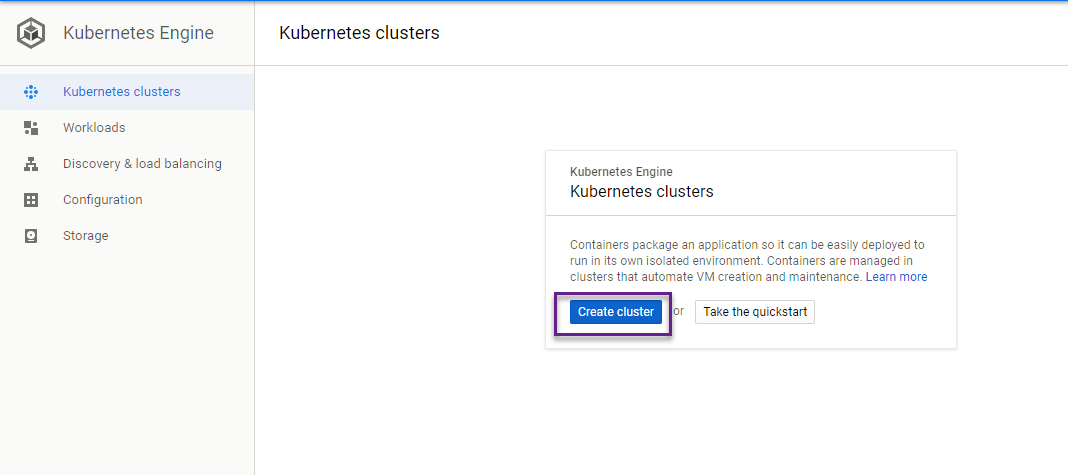 Kubernetes Engine
Kubernetes clusters
Kubernetes clusters
Workloads
Discovery & load balancing
Configuration
Storage
Kubernetes Engine
Kubernetes clusters
Containers package an application so it can be easily deployed to
run in its own isolated environment. Containers are managed in
clusters that automate VM creation and maintenance. Learn more
Create cluster or Take the quickstart